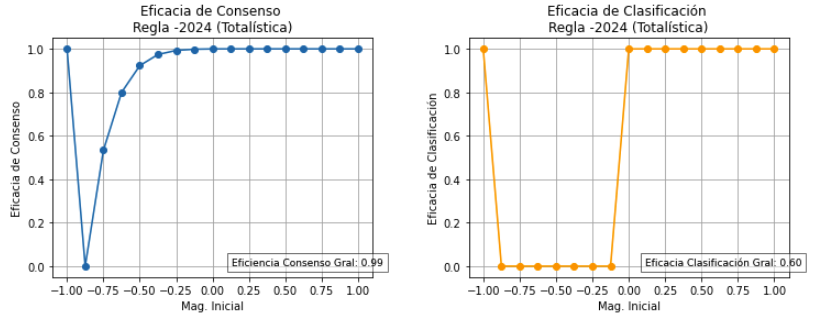 Eficacia de Consenso
Regla -2024 (Totalística)
Eficacia de Consenso
1.0
0.8
0.6
0.4
0.2
0.0
Eficiencia Consenso Gral: 0.99
−1.00 −0.75 −0.50 −0.25 0.00 0.25 0.50 0.75 1.00
Mag. Inicial
Eficacia de Clasificación
Regla -2024 (Totalística)
Eficacia de Clasificación
1.0
0.8
0.6
0.4
0.2
0.0
Eficacia Clasificación Gral: 0.60
−1.00 −0.75 −0.50 −0.25 0.00 0.25 0.50 0.75 1.00
Mag. Inicial